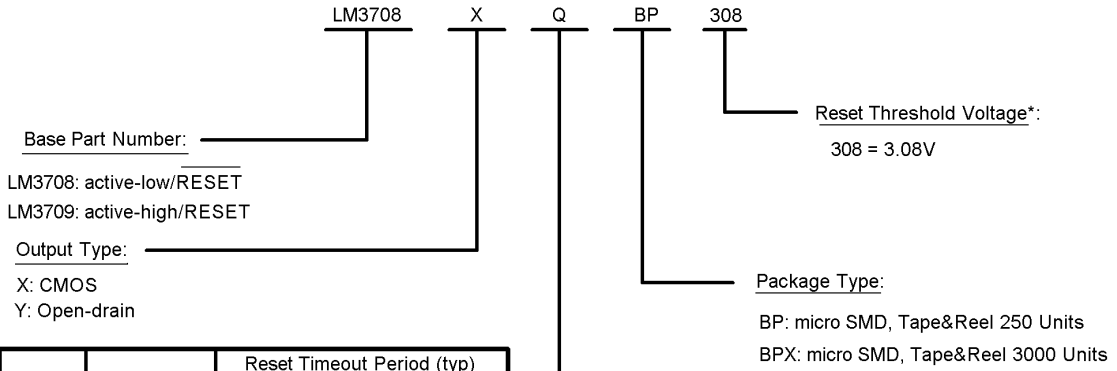 LM3708 X Q BP 308
Reset Threshold Voltage*:
308 = 3.08V
Base Part Number:
LM3708: active-low/RESET
LM3709: active-high/RESET
Output Type:
X: CMOS
Y: Open-drain
Package Type:
BP: micro SMD, Tape&Reel 250 Units
BPX: micro SMD, Tape&Reel 3000 Units
Reset Timeout Period (typ)